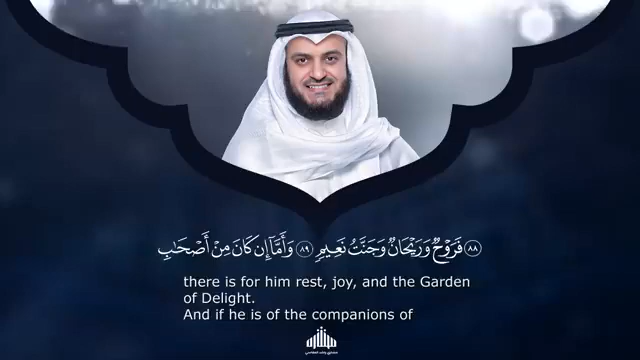 ٨٨ فَرَوْحٌ وَرَيْحَانٌ وَجَنَّتُ نَعِيمٍ ٨٩ وَأَمَّآ إِن كَانَ مِنْ أَصْحَٰبِ
there is for him rest, joy, and the Garden
of Delight.
And if he is of the companions of